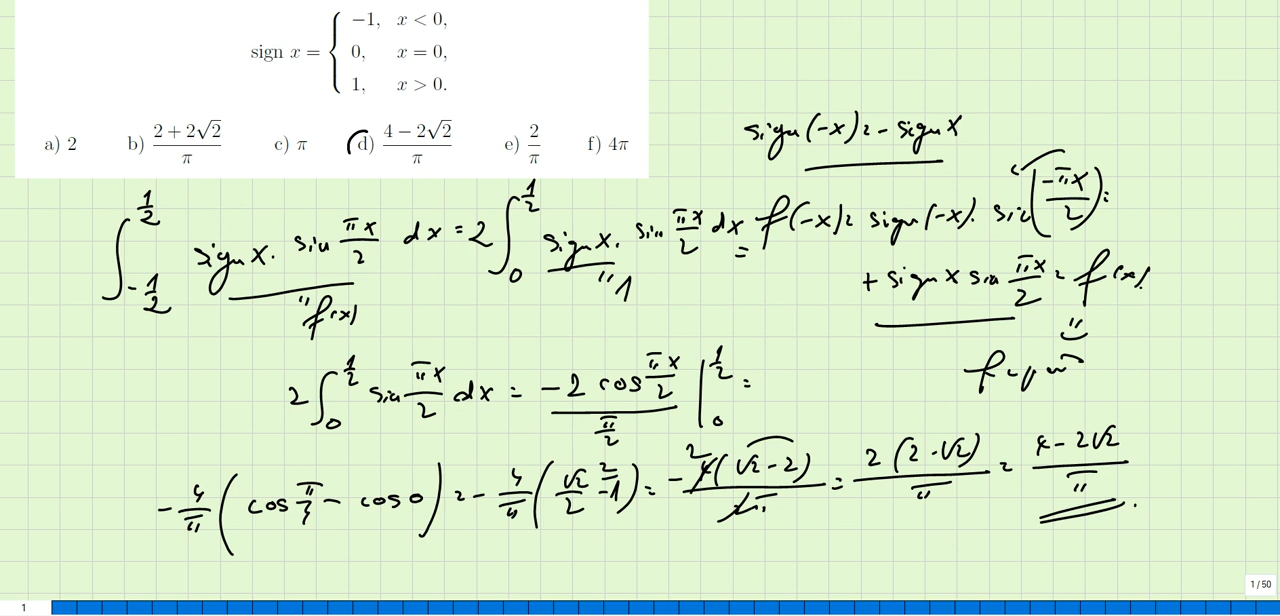 sign x = { −1, x < 0,
0, x = 0,
1, x > 0.
a) 2 b) (2 + 2√2)/π c) π d) (4 − 2√2)/π e) 2/π f) 4π
sign(-x) = - sign x
∫_{-1/2}^{1/2} sign x · sin πx/2 dx = 2 ∫_0^{1/2} sign x · sin πx/2 dx =
" f(x)
" 1
f(-x) = sign(-x) · sin(-πx/2) =
+ sign x sin πx/2 = f(x)
2 ∫_0^{1/2} sin πx/2 dx = -2 cos πx/2 / (π/2) |_0^{1/2} =
-4/π (cos π/4 - cos 0) = -4/π (√2/2 - 1) = -4(√2 - 2)/2π = 2(2 - √2)/π = (4 - 2√2)/π .
1 / 50
1